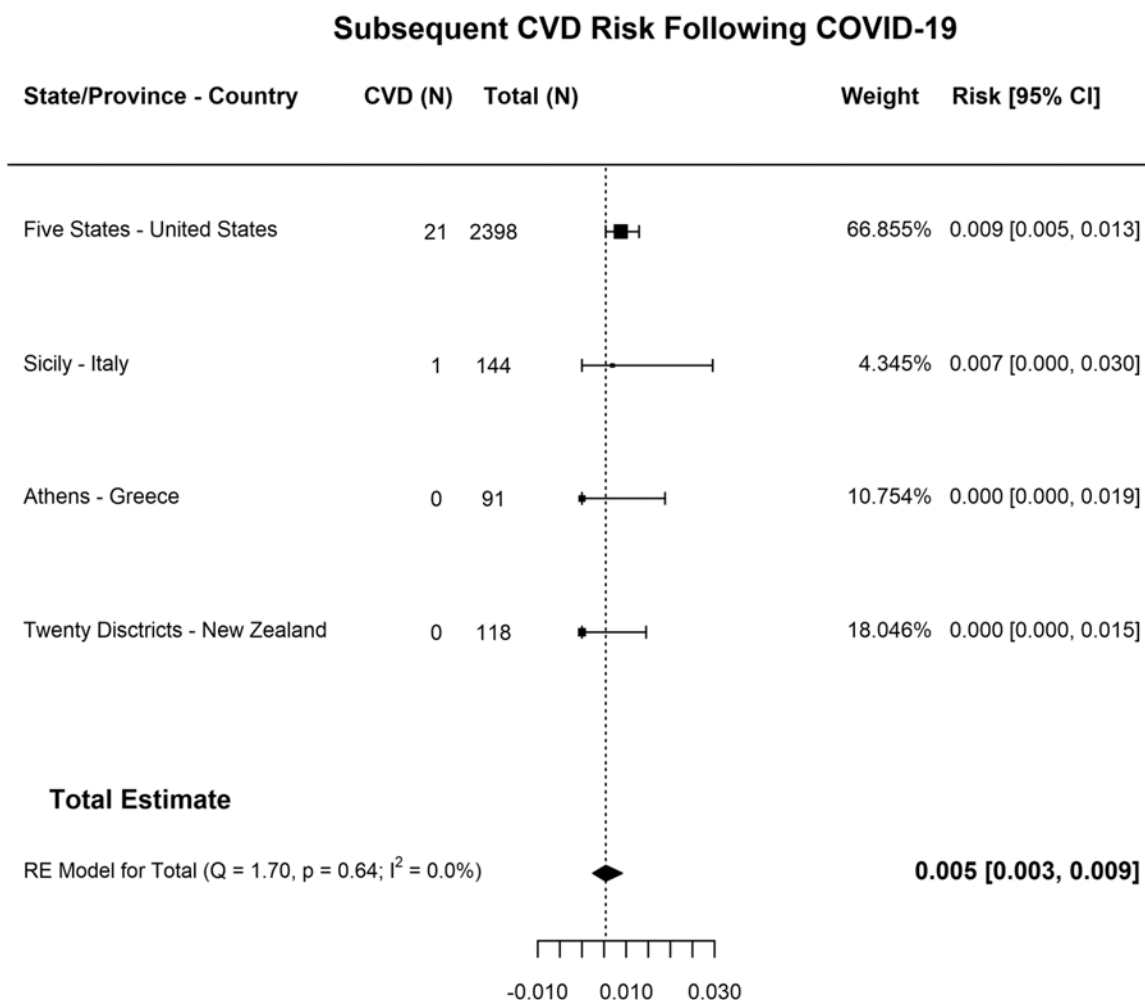 Subsequent CVD Risk Following COVID-19
State/Province - Country CVD (N) Total (N) Weight Risk [95% CI]
Five States - United States 21 2398 66.855% 0.009 [0.005, 0.013]
Sicily - Italy 1 144 4.345% 0.007 [0.000, 0.030]
Athens - Greece 0 91 10.754% 0.000 [0.000, 0.019]
Twenty Disctricts - New Zealand 0 118 18.046% 0.000 [0.000, 0.015]
Total Estimate
RE Model for Total (Q = 1.70, p = 0.64; I² = 0.0%) 0.005 [0.003, 0.009]
-0.010 0.010 0.030